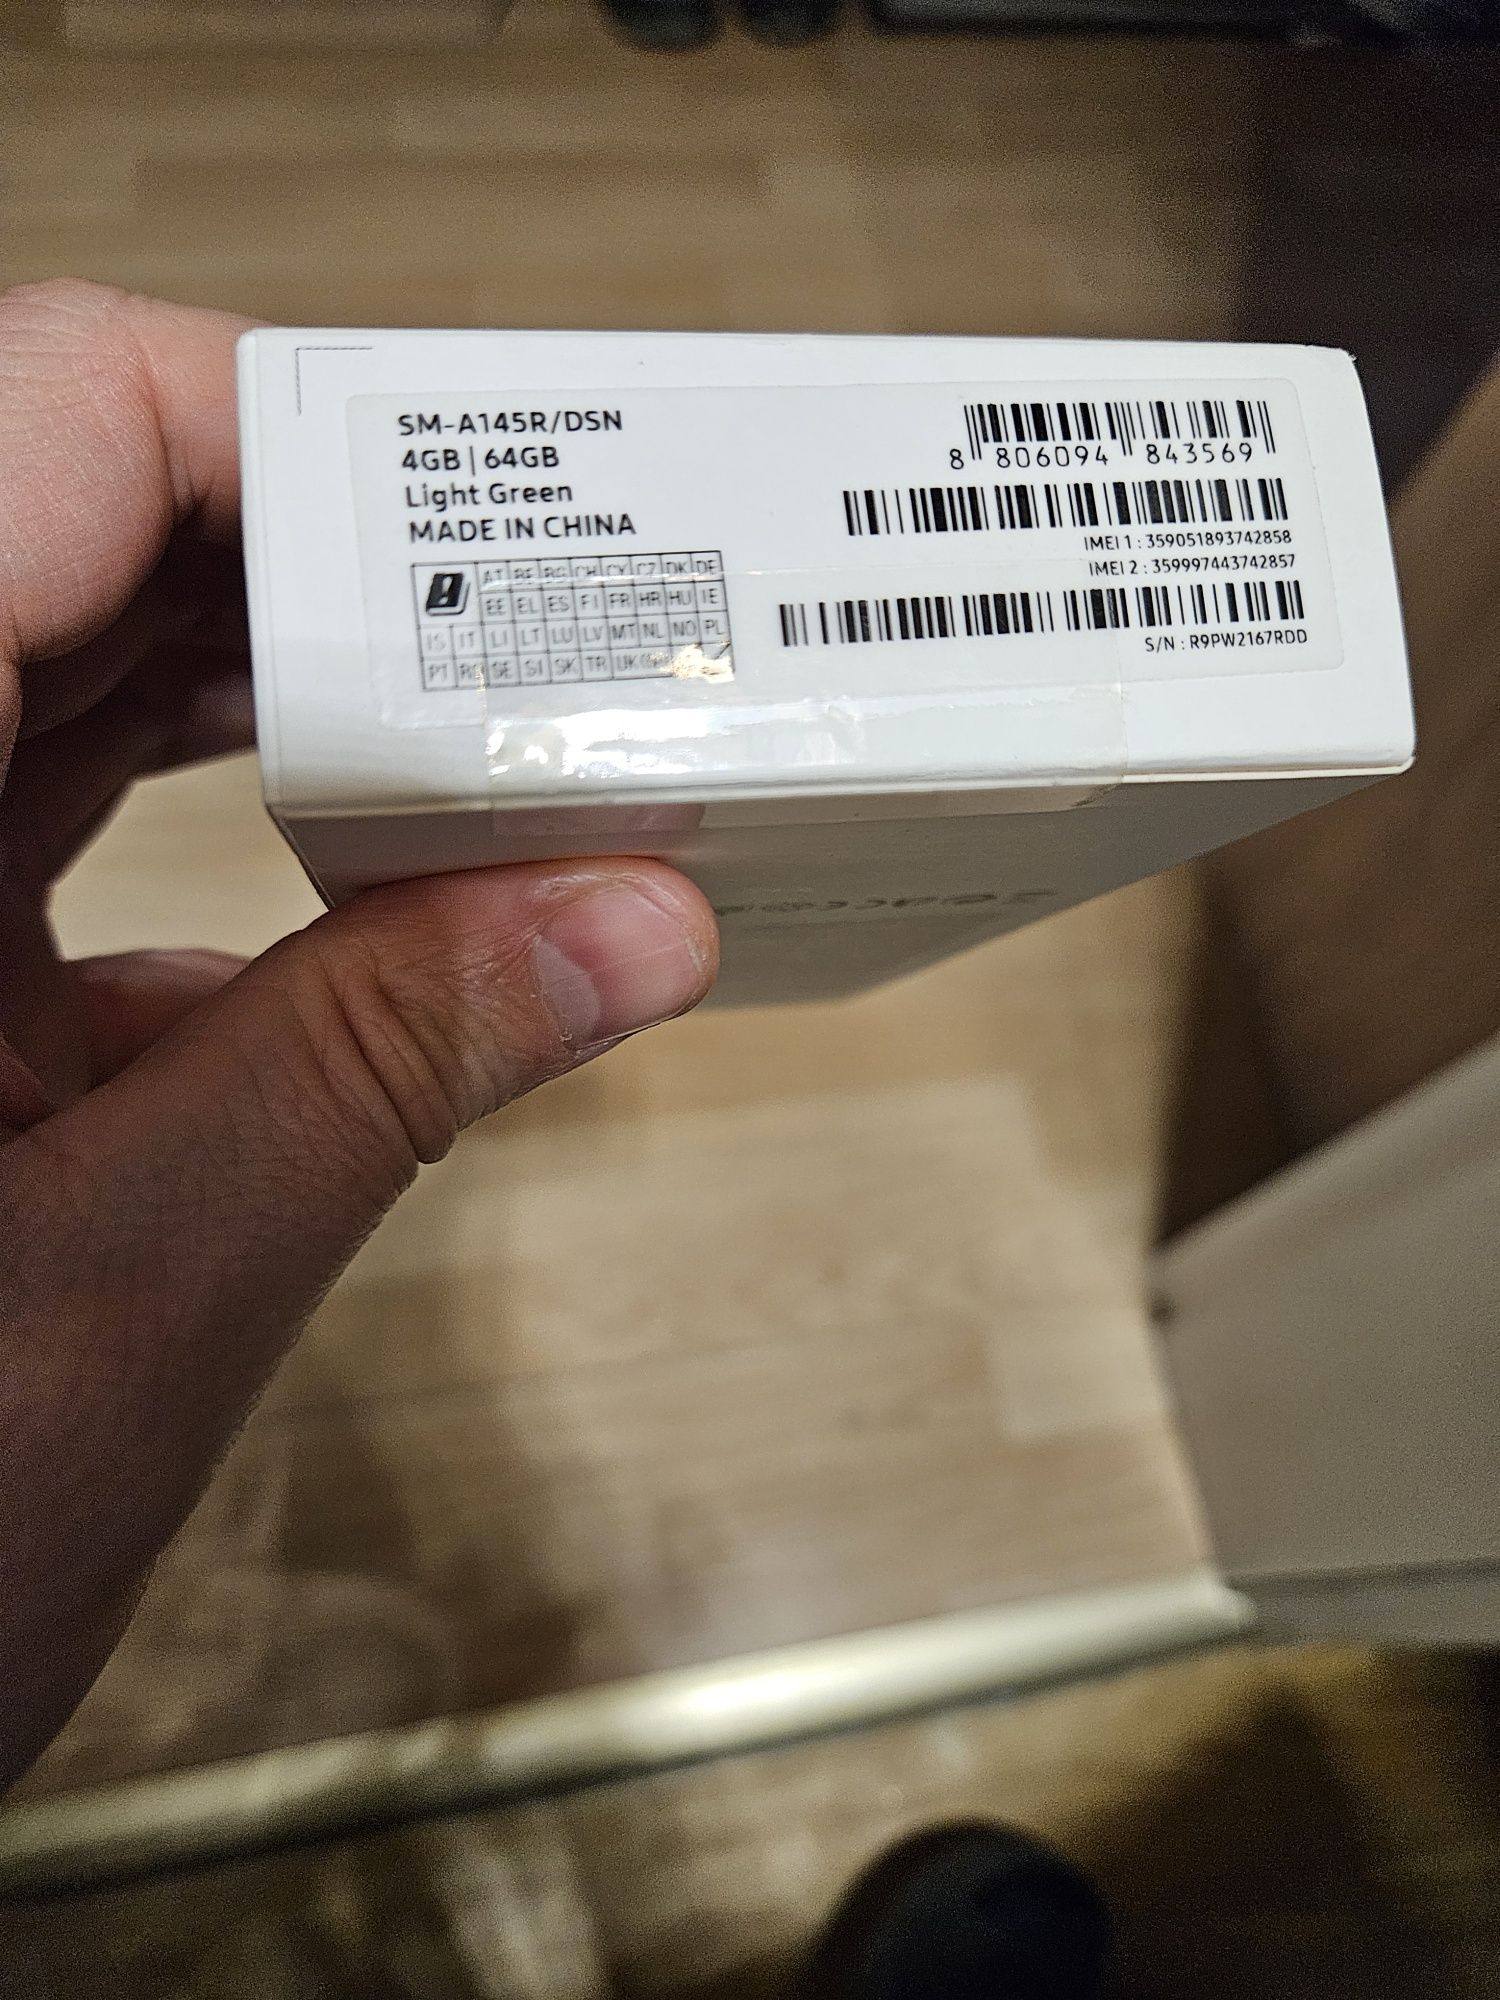 SM-A145R/DSN
4GB | 64GB
Light Green
MADE IN CHINA
AT BE BG CH CY CZ DK DE
EE EL ES FI FR HR HU IE
IS IT LI LT LU LV MT NL NO PL
PT RO SE SI SK TR UK(NI)
8 806094 843569
IMEI 1 : 359051893742858
IMEI 2 : 359997443742857
S/N : R9PW2167RDD